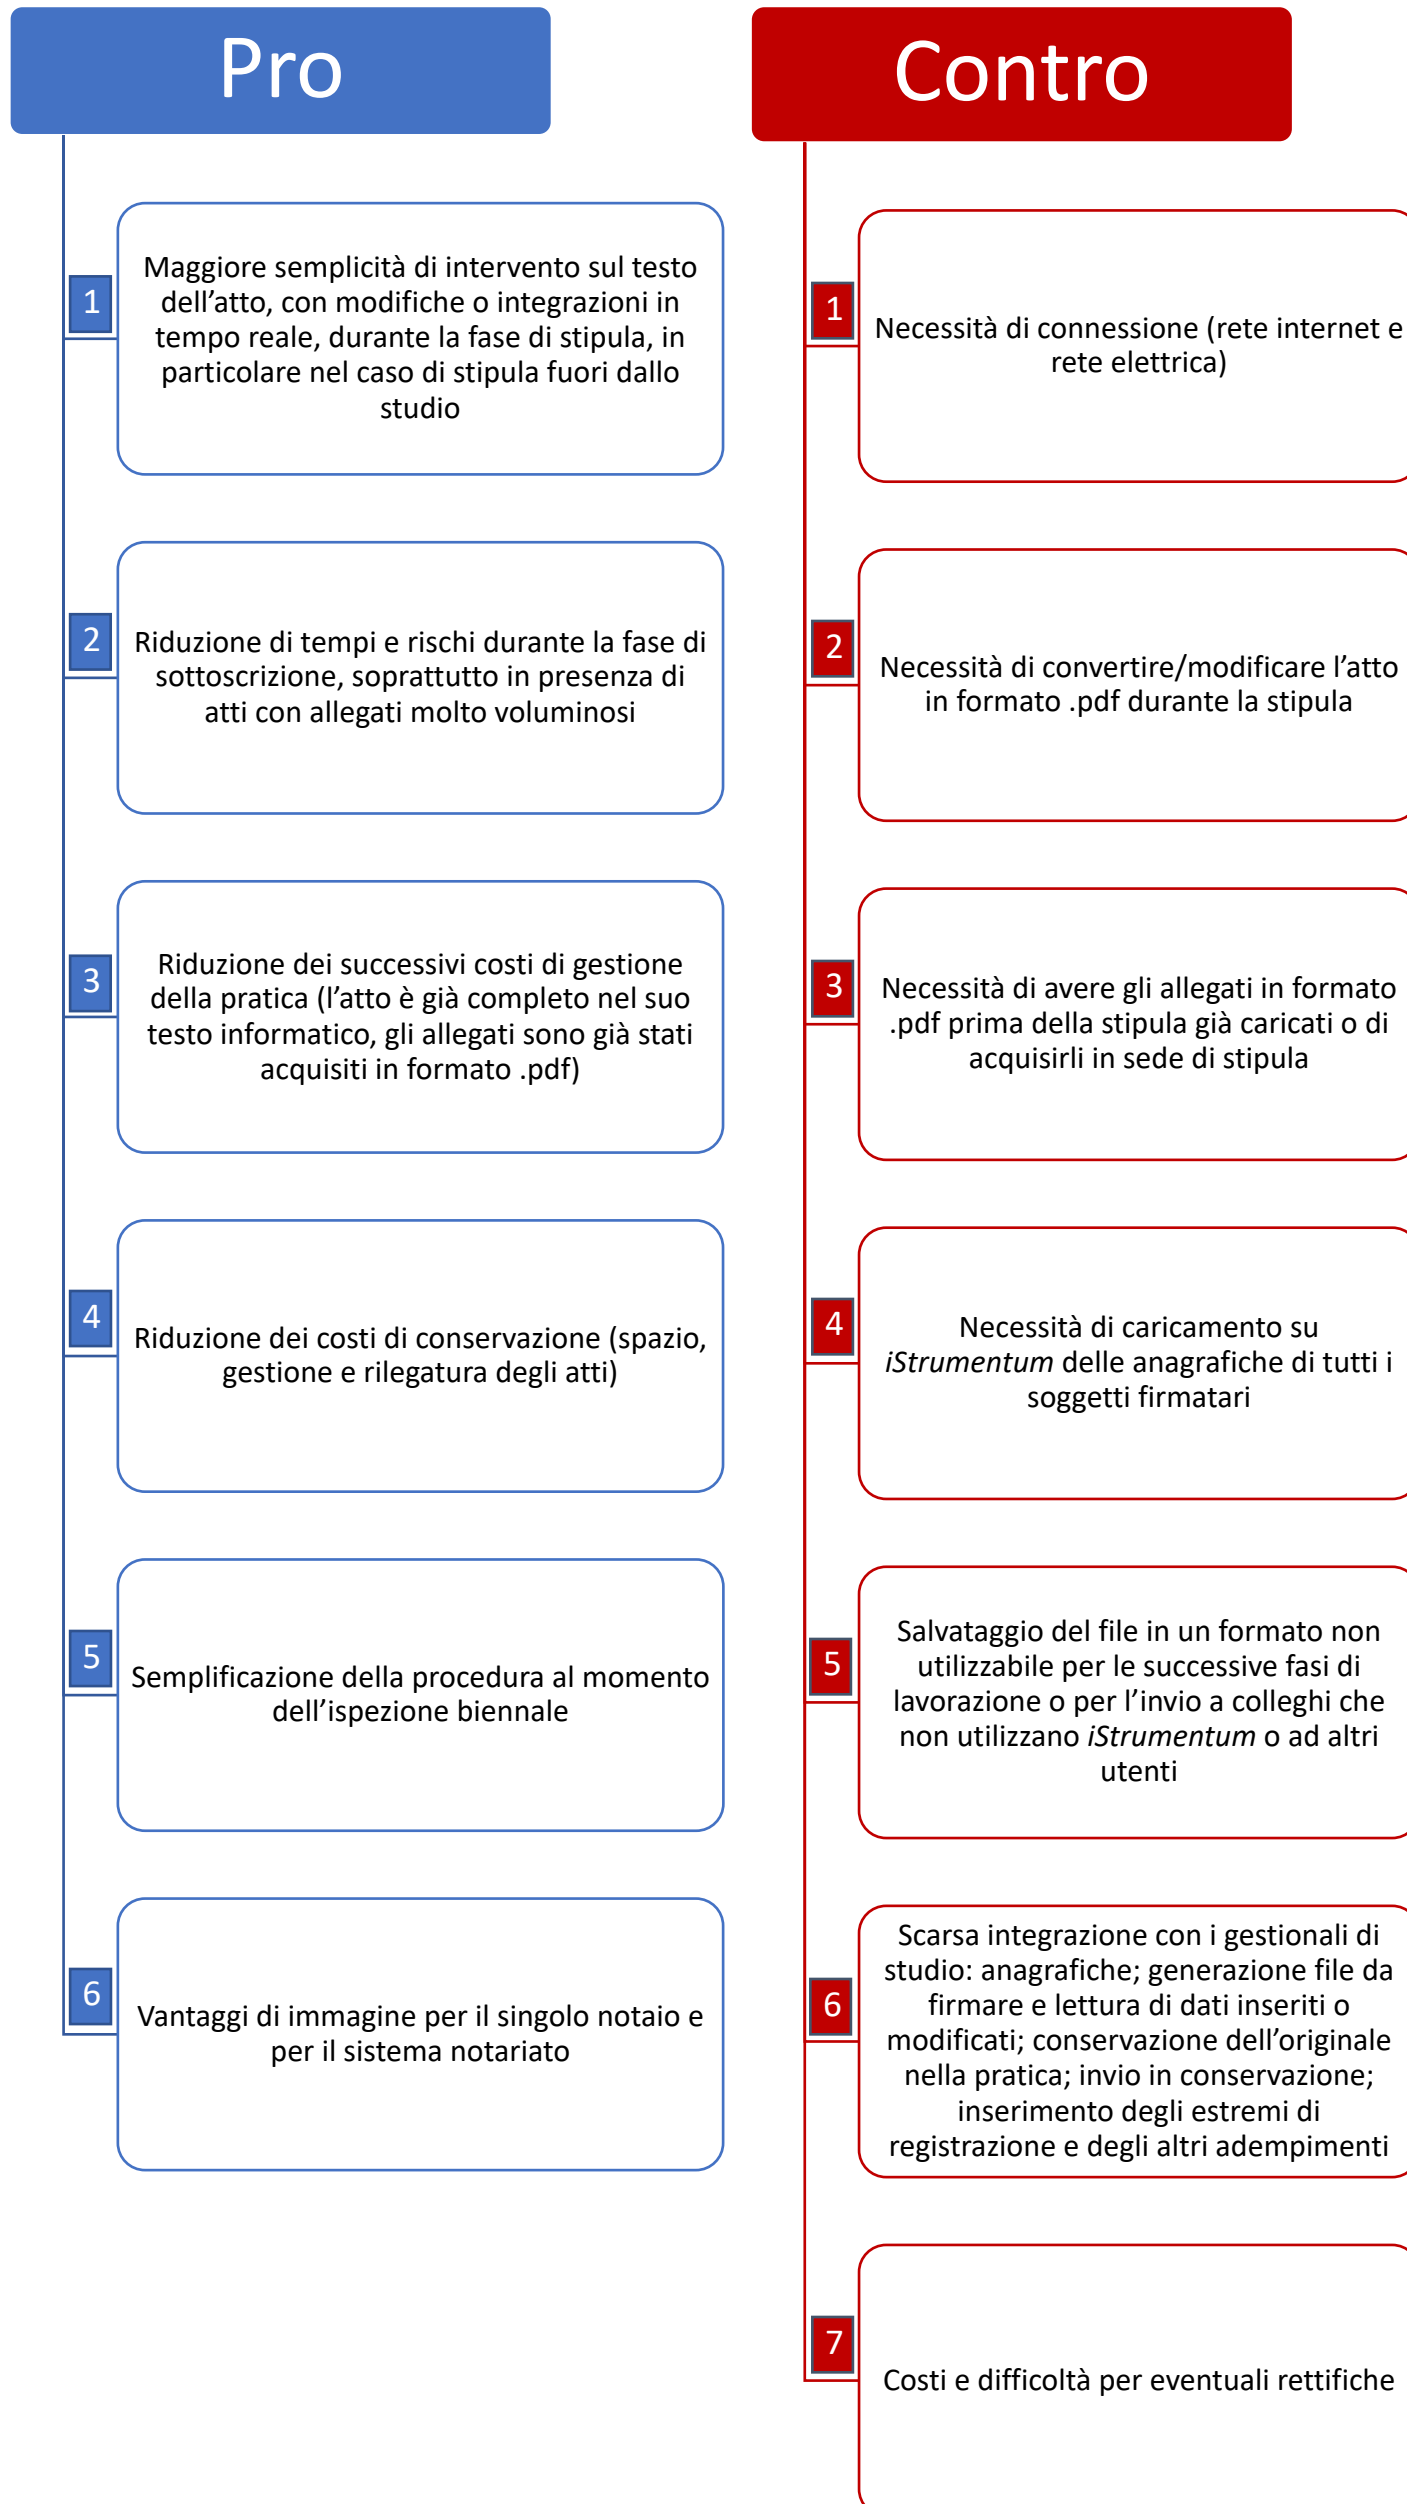 Pro
1
Maggiore semplicità di intervento sul testo
dell’atto, con modifiche o integrazioni in
tempo reale, durante la fase di stipula, in
particolare nel caso di stipula fuori dallo
studio
2
Riduzione di tempi e rischi durante la fase di
sottoscrizione, soprattutto in presenza di
atti con allegati molto voluminosi
3
Riduzione dei successivi costi di gestione
della pratica (l’atto è già completo nel suo
testo informatico, gli allegati sono già stati
acquisiti in formato .pdf)
4
Riduzione dei costi di conservazione (spazio,
gestione e rilegatura degli atti)
5
Semplificazione della procedura al momento
dell’ispezione biennale
6
Vantaggi di immagine per il singolo notaio e
per il sistema notariato
Contro
1
Necessità di connessione (rete internet e
rete elettrica)
2
Necessità di convertire/modificare l’atto
in formato .pdf durante la stipula
3
Necessità di avere gli allegati in formato
.pdf prima della stipula già caricati o di
acquisirli in sede di stipula
4
Necessità di caricamento su
iStrumentum delle anagrafiche di tutti i
soggetti firmatari
5
Salvataggio del file in un formato non
utilizzabile per le successive fasi di
lavorazione o per l’invio a colleghi che
non utilizzano iStrumentum o ad altri
utenti
6
Scarsa integrazione con i gestionali di
studio: anagrafiche; generazione file da
firmare e lettura di dati inseriti o
modificati; conservazione dell’originale
nella pratica; invio in conservazione;
inserimento degli estremi di
registrazione e degli altri adempimenti
7
Costi e difficoltà per eventuali rettifiche